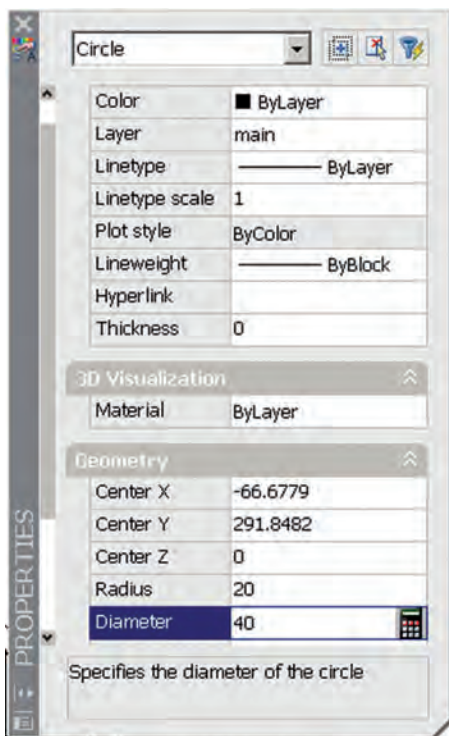 Circle
Color ByLayer
Layer main
Linetype ByLayer
Linetype scale 1
Plot style ByColor
Lineweight ByBlock
Hyperlink
Thickness 0
3D Visualization
Material ByLayer
Geometry
Center X -66.6779
Center Y 291.8482
Center Z 0
Radius 20
Diameter 40
Specifies the diameter of the circle
PROPERTIES